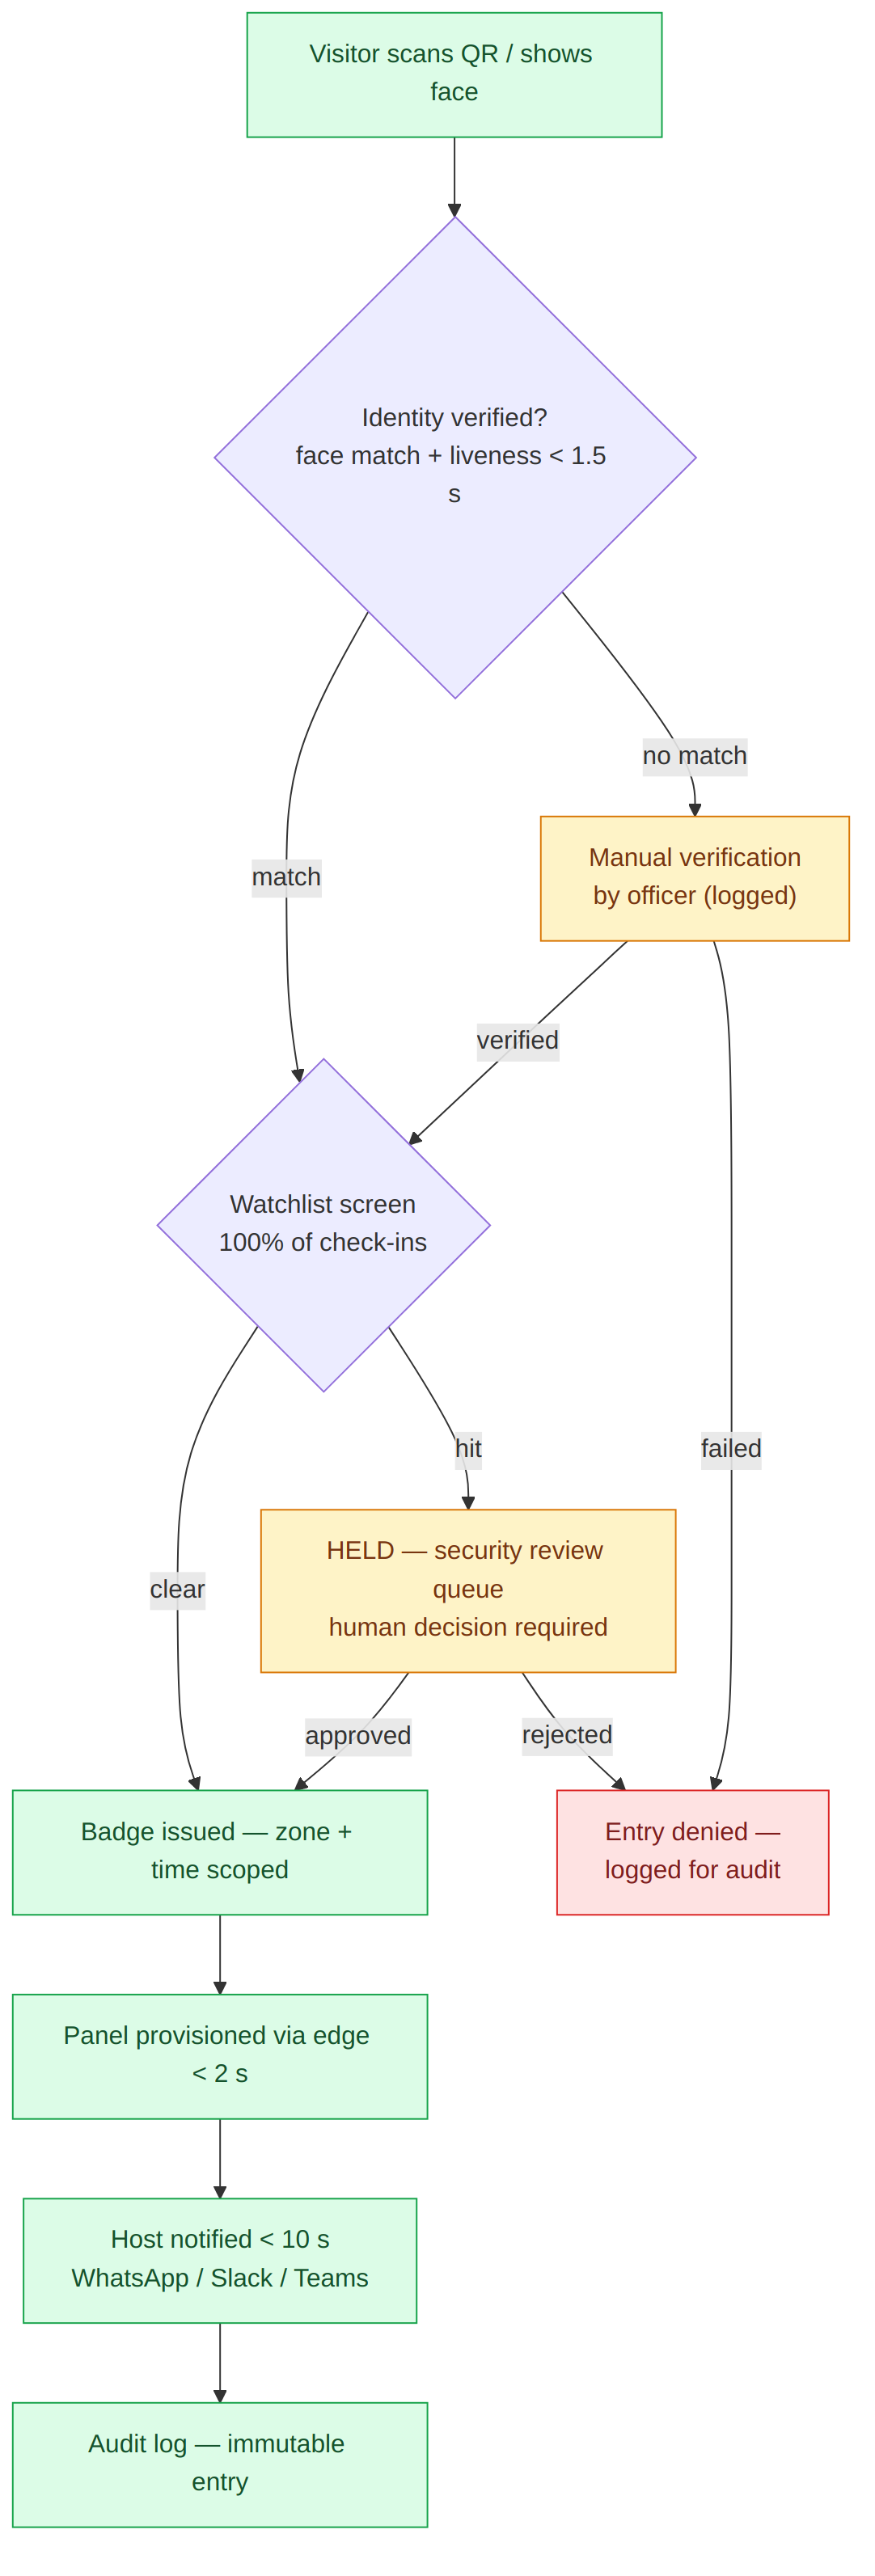 Visitor scans QR / shows
face
Identity verified?
face match + liveness < 1.5
s
no match
Manual verification
by officer (logged)
match
verified
Watchlist screen
100% of check-ins
hit
failed
HELD — security review
queue
human decision required
clear
approved
rejected
Badge issued — zone +
time scoped
Entry denied —
logged for audit
Panel provisioned via edge
< 2 s
Host notified < 10 s
WhatsApp / Slack / Teams
Audit log — immutable
entry